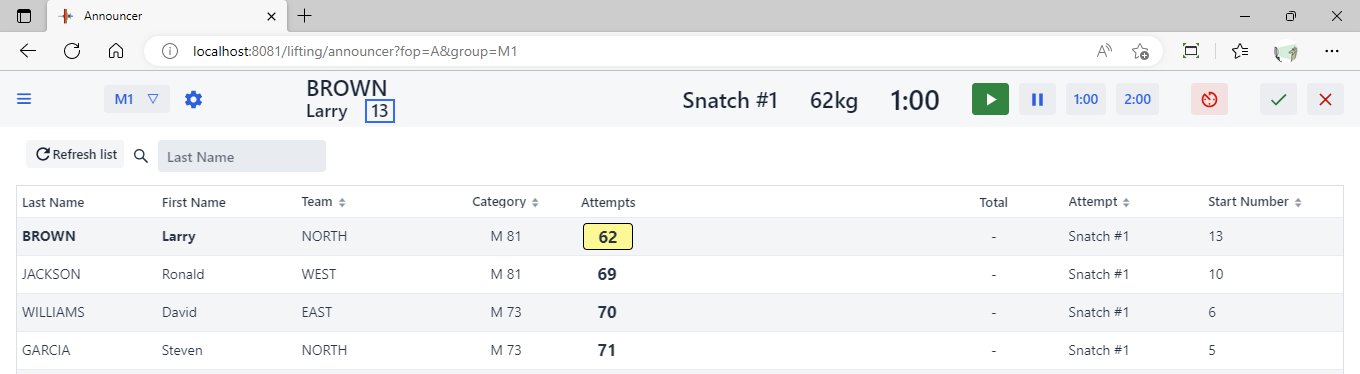 Announcer
localhost:8081/lifting/announcer?fop=A&group=M1
M1
BROWN
Larry 13
Snatch #1 62kg 1:00
1:00 2:00
Refresh list
Last Name
Last Name First Name Team Category Attempts Total Attempt Start Number
BROWN Larry NORTH M 81 62 - Snatch #1 13
JACKSON Ronald WEST M 81 69 - Snatch #1 10
WILLIAMS David EAST M 73 70 - Snatch #1 6
GARCIA Steven NORTH M 73 71 - Snatch #1 5